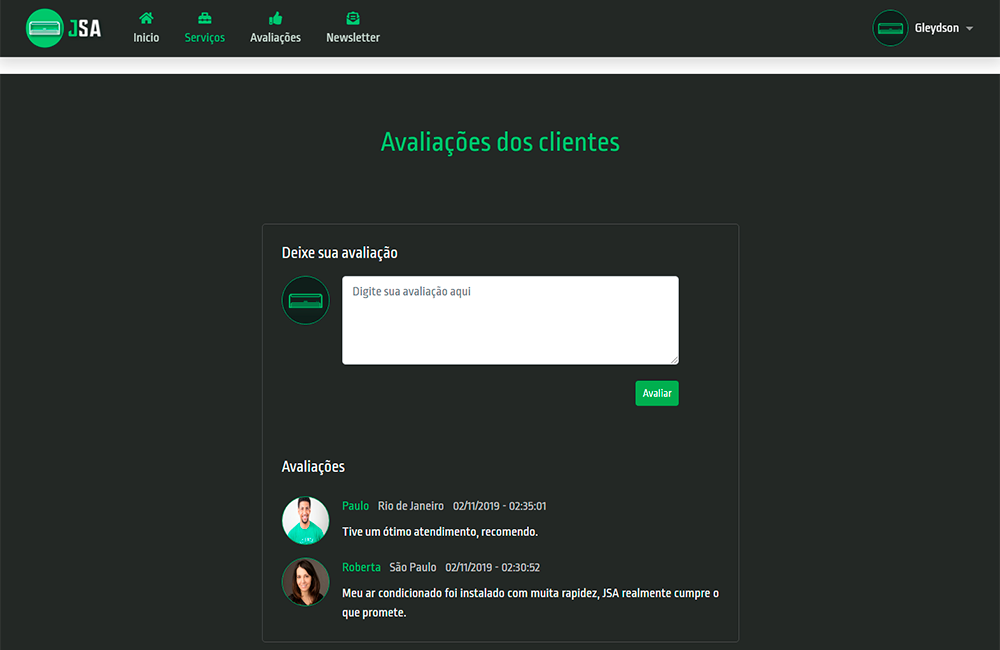 JSA
Inicio
Serviços
Avaliações
Newsletter
Gleydson
Avaliações dos clientes
Deixe sua avaliação
Digite sua avaliação aqui
Avaliar
Avaliações
Paulo Rio de Janeiro 02/11/2019 - 02:35:01
Tive um ótimo atendimento, recomendo.
Roberta São Paulo 02/11/2019 - 02:30:52
Meu ar condicionado foi instalado com muita rapidez, JSA realmente cumpre o
que promete.